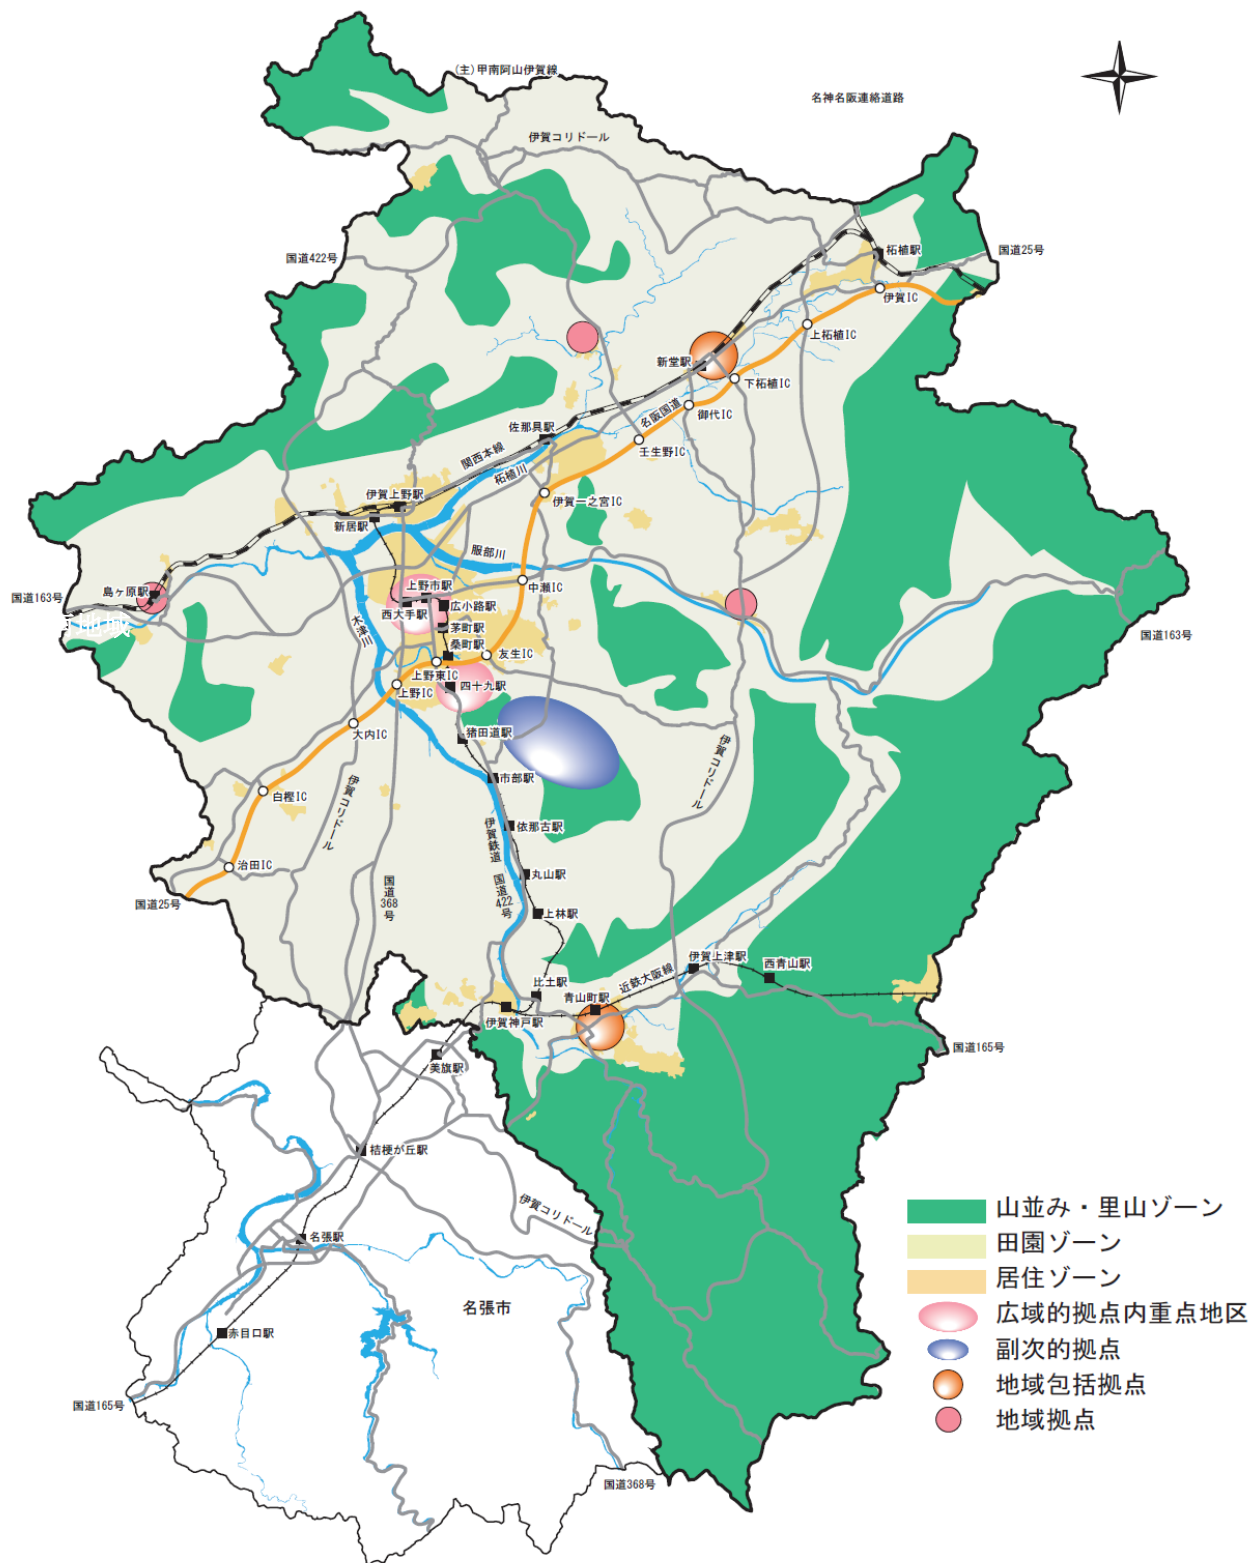 (主)甲南阿山伊賀線
名神名阪連絡道路
伊賀コリドール
国道422号
柘植駅
国道25号
伊賀IC
上柘植IC
新堂駅
下柘植IC
名阪国道
御代IC
佐那具駅
壬生野IC
関西本線
柘植川
伊賀上野駅
伊賀一之宮IC
新居駅
服部川
島ヶ原駅
上野市駅
中瀬IC
国道163号
西大手駅
広小路駅
地域
木津川
茅町駅
国道163号
桑町駅
友生IC
上野東IC
上野IC
四十九駅
大内IC
猪田道駅
伊賀コリドール
市部駅
白樫IC
伊賀コリドール
依那古駅
伊賀鉄道
治田IC
丸山駅
国道25号
国道368号
国道422号
上林駅
伊賀上津駅
西青山駅
近鉄大阪線
比土駅
青山町駅
伊賀神戸駅
国道165号
美旗駅
桔梗が丘駅
伊賀コリドール
名張駅
名張市
赤目口駅
国道165号
国道368号
山並み・里山ゾーン
田園ゾーン
居住ゾーン
広域的拠点内重点地区
副次的拠点
地域包括拠点
地域拠点